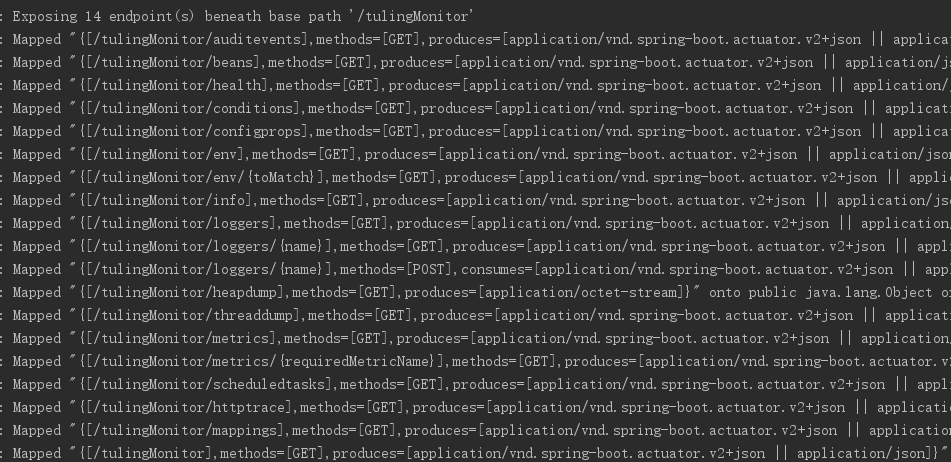 : Exposing 14 endpoint(s) beneath base path '/tulingMonitor'
: Mapped "{[/tulingMonitor/auditevents],methods=[GET],produces=[application/vnd.spring-boot.actuator.v2+json || applica
: Mapped "{[/tulingMonitor/beans],methods=[GET],produces=[application/vnd.spring-boot.actuator.v2+json || application/js
: Mapped "{[/tulingMonitor/health],methods=[GET],produces=[application/vnd.spring-boot.actuator.v2+json || application/
: Mapped "{[/tulingMonitor/conditions],methods=[GET],produces=[application/vnd.spring-boot.actuator.v2+json || applicati
: Mapped "{[/tulingMonitor/configprops],methods=[GET],produces=[application/vnd.spring-boot.actuator.v2+json || applicat
: Mapped "{[/tulingMonitor/env],methods=[GET],produces=[application/vnd.spring-boot.actuator.v2+json || application/json
: Mapped "{[/tulingMonitor/env/{toMatch}],methods=[GET],produces=[application/vnd.spring-boot.actuator.v2+json || appli
: Mapped "{[/tulingMonitor/info],methods=[GET],produces=[application/vnd.spring-boot.actuator.v2+json || application/js
: Mapped "{[/tulingMonitor/loggers],methods=[GET],produces=[application/vnd.spring-boot.actuator.v2+json || application
: Mapped "{[/tulingMonitor/loggers/{name}],methods=[GET],produces=[application/vnd.spring-boot.actuator.v2+json || appl
: Mapped "{[/tulingMonitor/loggers/{name}],methods=[POST],consumes=[application/vnd.spring-boot.actuator.v2+json || app
: Mapped "{[/tulingMonitor/heapdump],methods=[GET],produces=[application/octet-stream]}" onto public java.lang.Object o
: Mapped "{[/tulingMonitor/threaddump],methods=[GET],produces=[application/vnd.spring-boot.actuator.v2+json || applicati
: Mapped "{[/tulingMonitor/metrics],methods=[GET],produces=[application/vnd.spring-boot.actuator.v2+json || application
: Mapped "{[/tulingMonitor/metrics/{requiredMetricName}],methods=[GET],produces=[application/vnd.spring-boot.actuator.v
: Mapped "{[/tulingMonitor/scheduledtasks],methods=[GET],produces=[application/vnd.spring-boot.actuator.v2+json || appl
: Mapped "{[/tulingMonitor/httptrace],methods=[GET],produces=[application/vnd.spring-boot.actuator.v2+json || applicati
: Mapped "{[/tulingMonitor/mappings],methods=[GET],produces=[application/vnd.spring-boot.actuator.v2+json || application
: Mapped "{[/tulingMonitor],methods=[GET],produces=[application/vnd.spring-boot.actuator.v2+json || application/json]}"